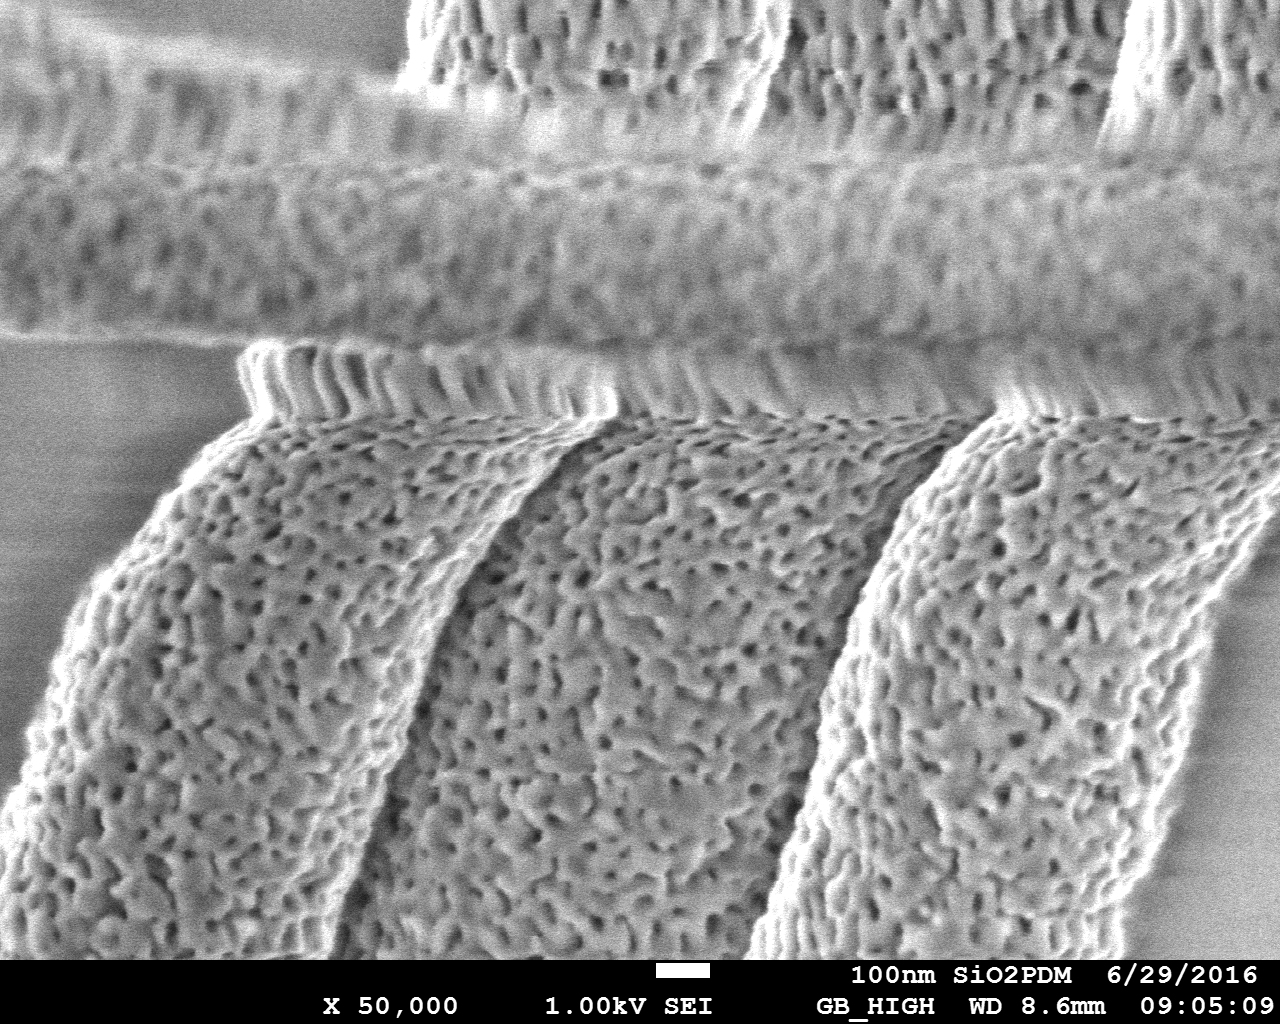 100nm SiO2PDM 6/29/2016
X 50,000 1.00kV SEI GB_HIGH WD 8.6mm 09:05:09